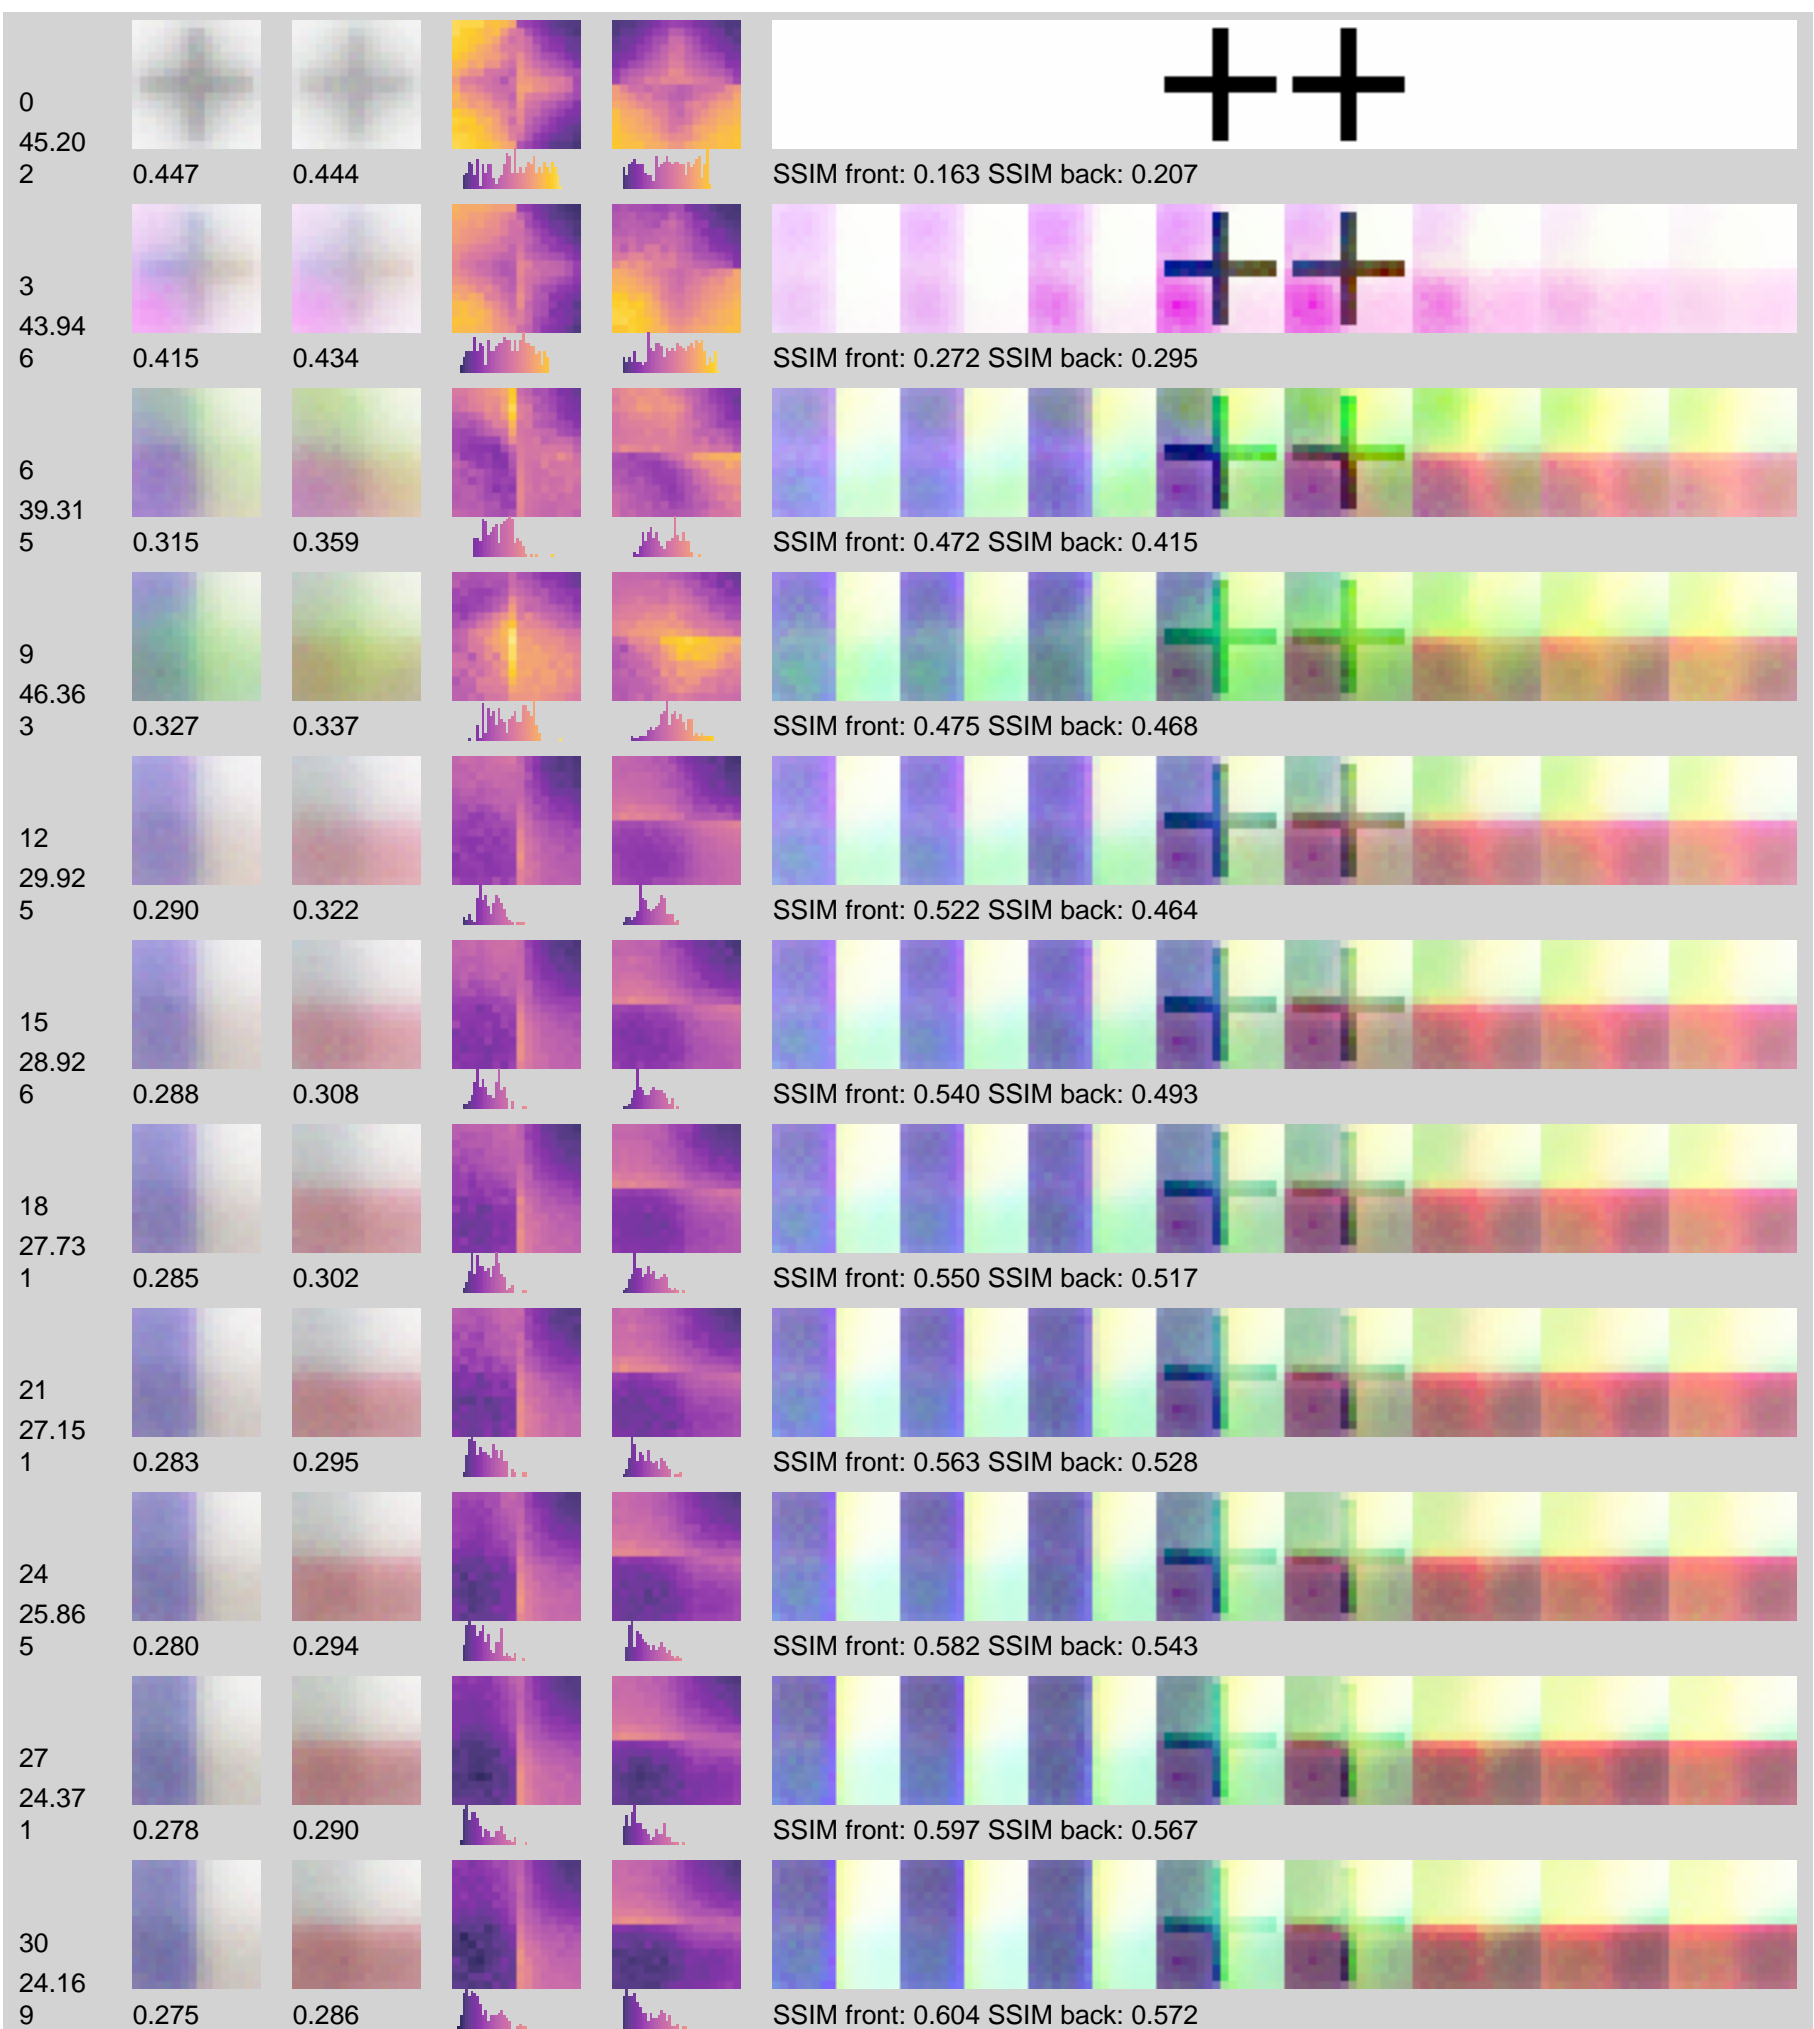 0
45.20
2 0.447 0.444 SSIM front: 0.163 SSIM back: 0.207
3
43.94
6 0.415 0.434 SSIM front: 0.272 SSIM back: 0.295
6
39.31
5 0.315 0.359 SSIM front: 0.472 SSIM back: 0.415
9
46.36
3 0.327 0.337 SSIM front: 0.475 SSIM back: 0.468
12
29.92
5 0.290 0.322 SSIM front: 0.522 SSIM back: 0.464
15
28.92
6 0.288 0.308 SSIM front: 0.540 SSIM back: 0.493
18
27.73
1 0.285 0.302 SSIM front: 0.550 SSIM back: 0.517
21
27.15
1 0.283 0.295 SSIM front: 0.563 SSIM back: 0.528
24
25.86
5 0.280 0.294 SSIM front: 0.582 SSIM back: 0.543
27
24.37
1 0.278 0.290 SSIM front: 0.597 SSIM back: 0.567
30
24.16
9 0.275 0.286 SSIM front: 0.604 SSIM back: 0.572